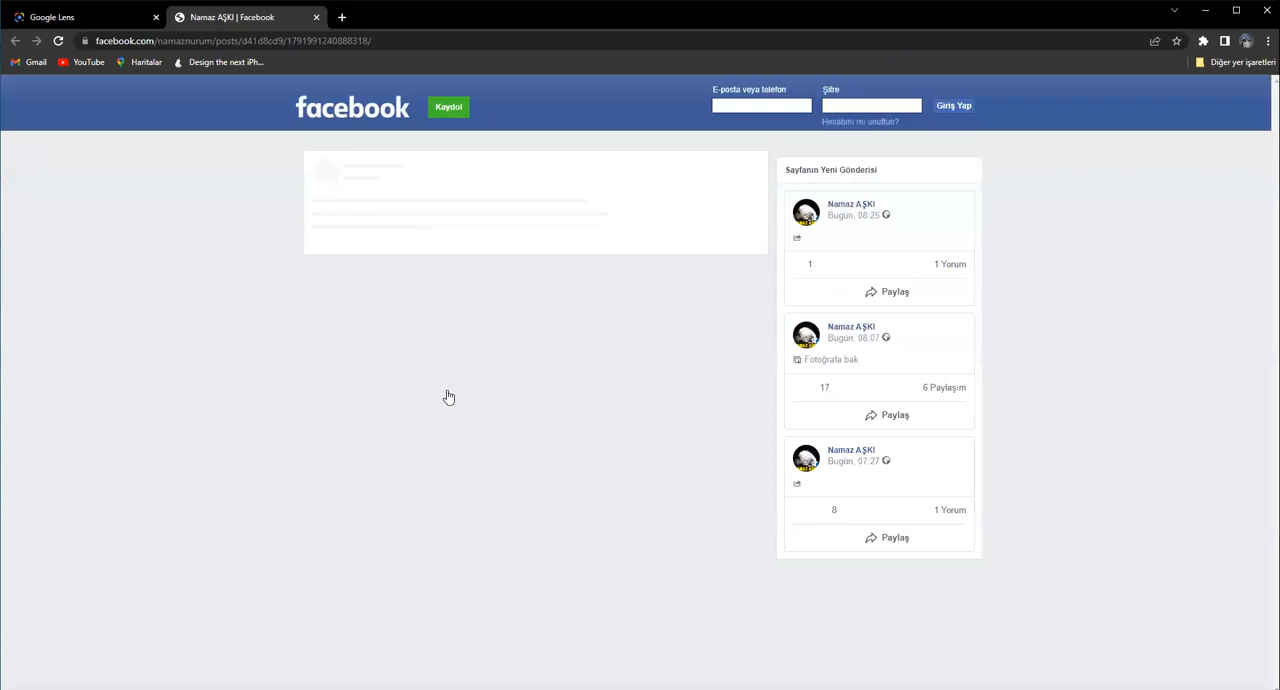 Google Lens
Namaz AŞKI | Facebook
facebook.com/namaznurum/posts/d41d8cd9/1791991240888318/
Gmail
YouTube
Haritalar
Design the next iPh...
Diğer yer işaretleri
facebook
Kaydol
E-posta veya telefon
Şifre
Giriş Yap
Hesabını mı unuttun?
Sayfanın Yeni Gönderisi
Namaz AŞKI
Bugün, 08:25
1
1 Yorum
Paylaş
Namaz AŞKI
Bugün, 08:07
Fotoğrafa bak
17
6 Paylaşım
Paylaş
Namaz AŞKI
Bugün, 07:27
8
1 Yorum
Paylaş